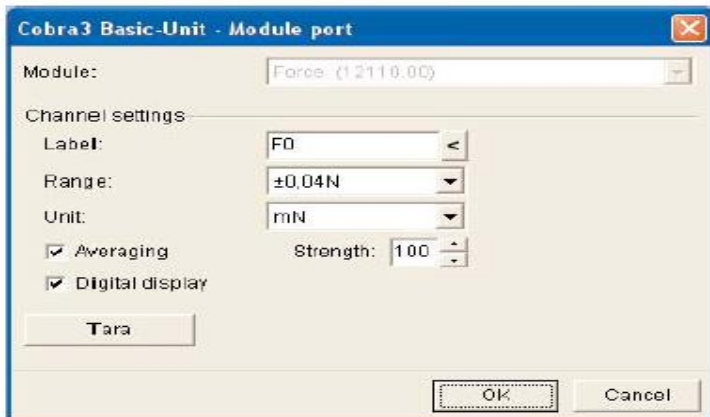 Cobra3 Basic-Unit - Module port
Module: Force (12110.00)
Channel settings
Label: F0 <
Range: ±0,04N
Unit: mN
Averaging Strength: 100
Digital display
Tara
OK Cancel